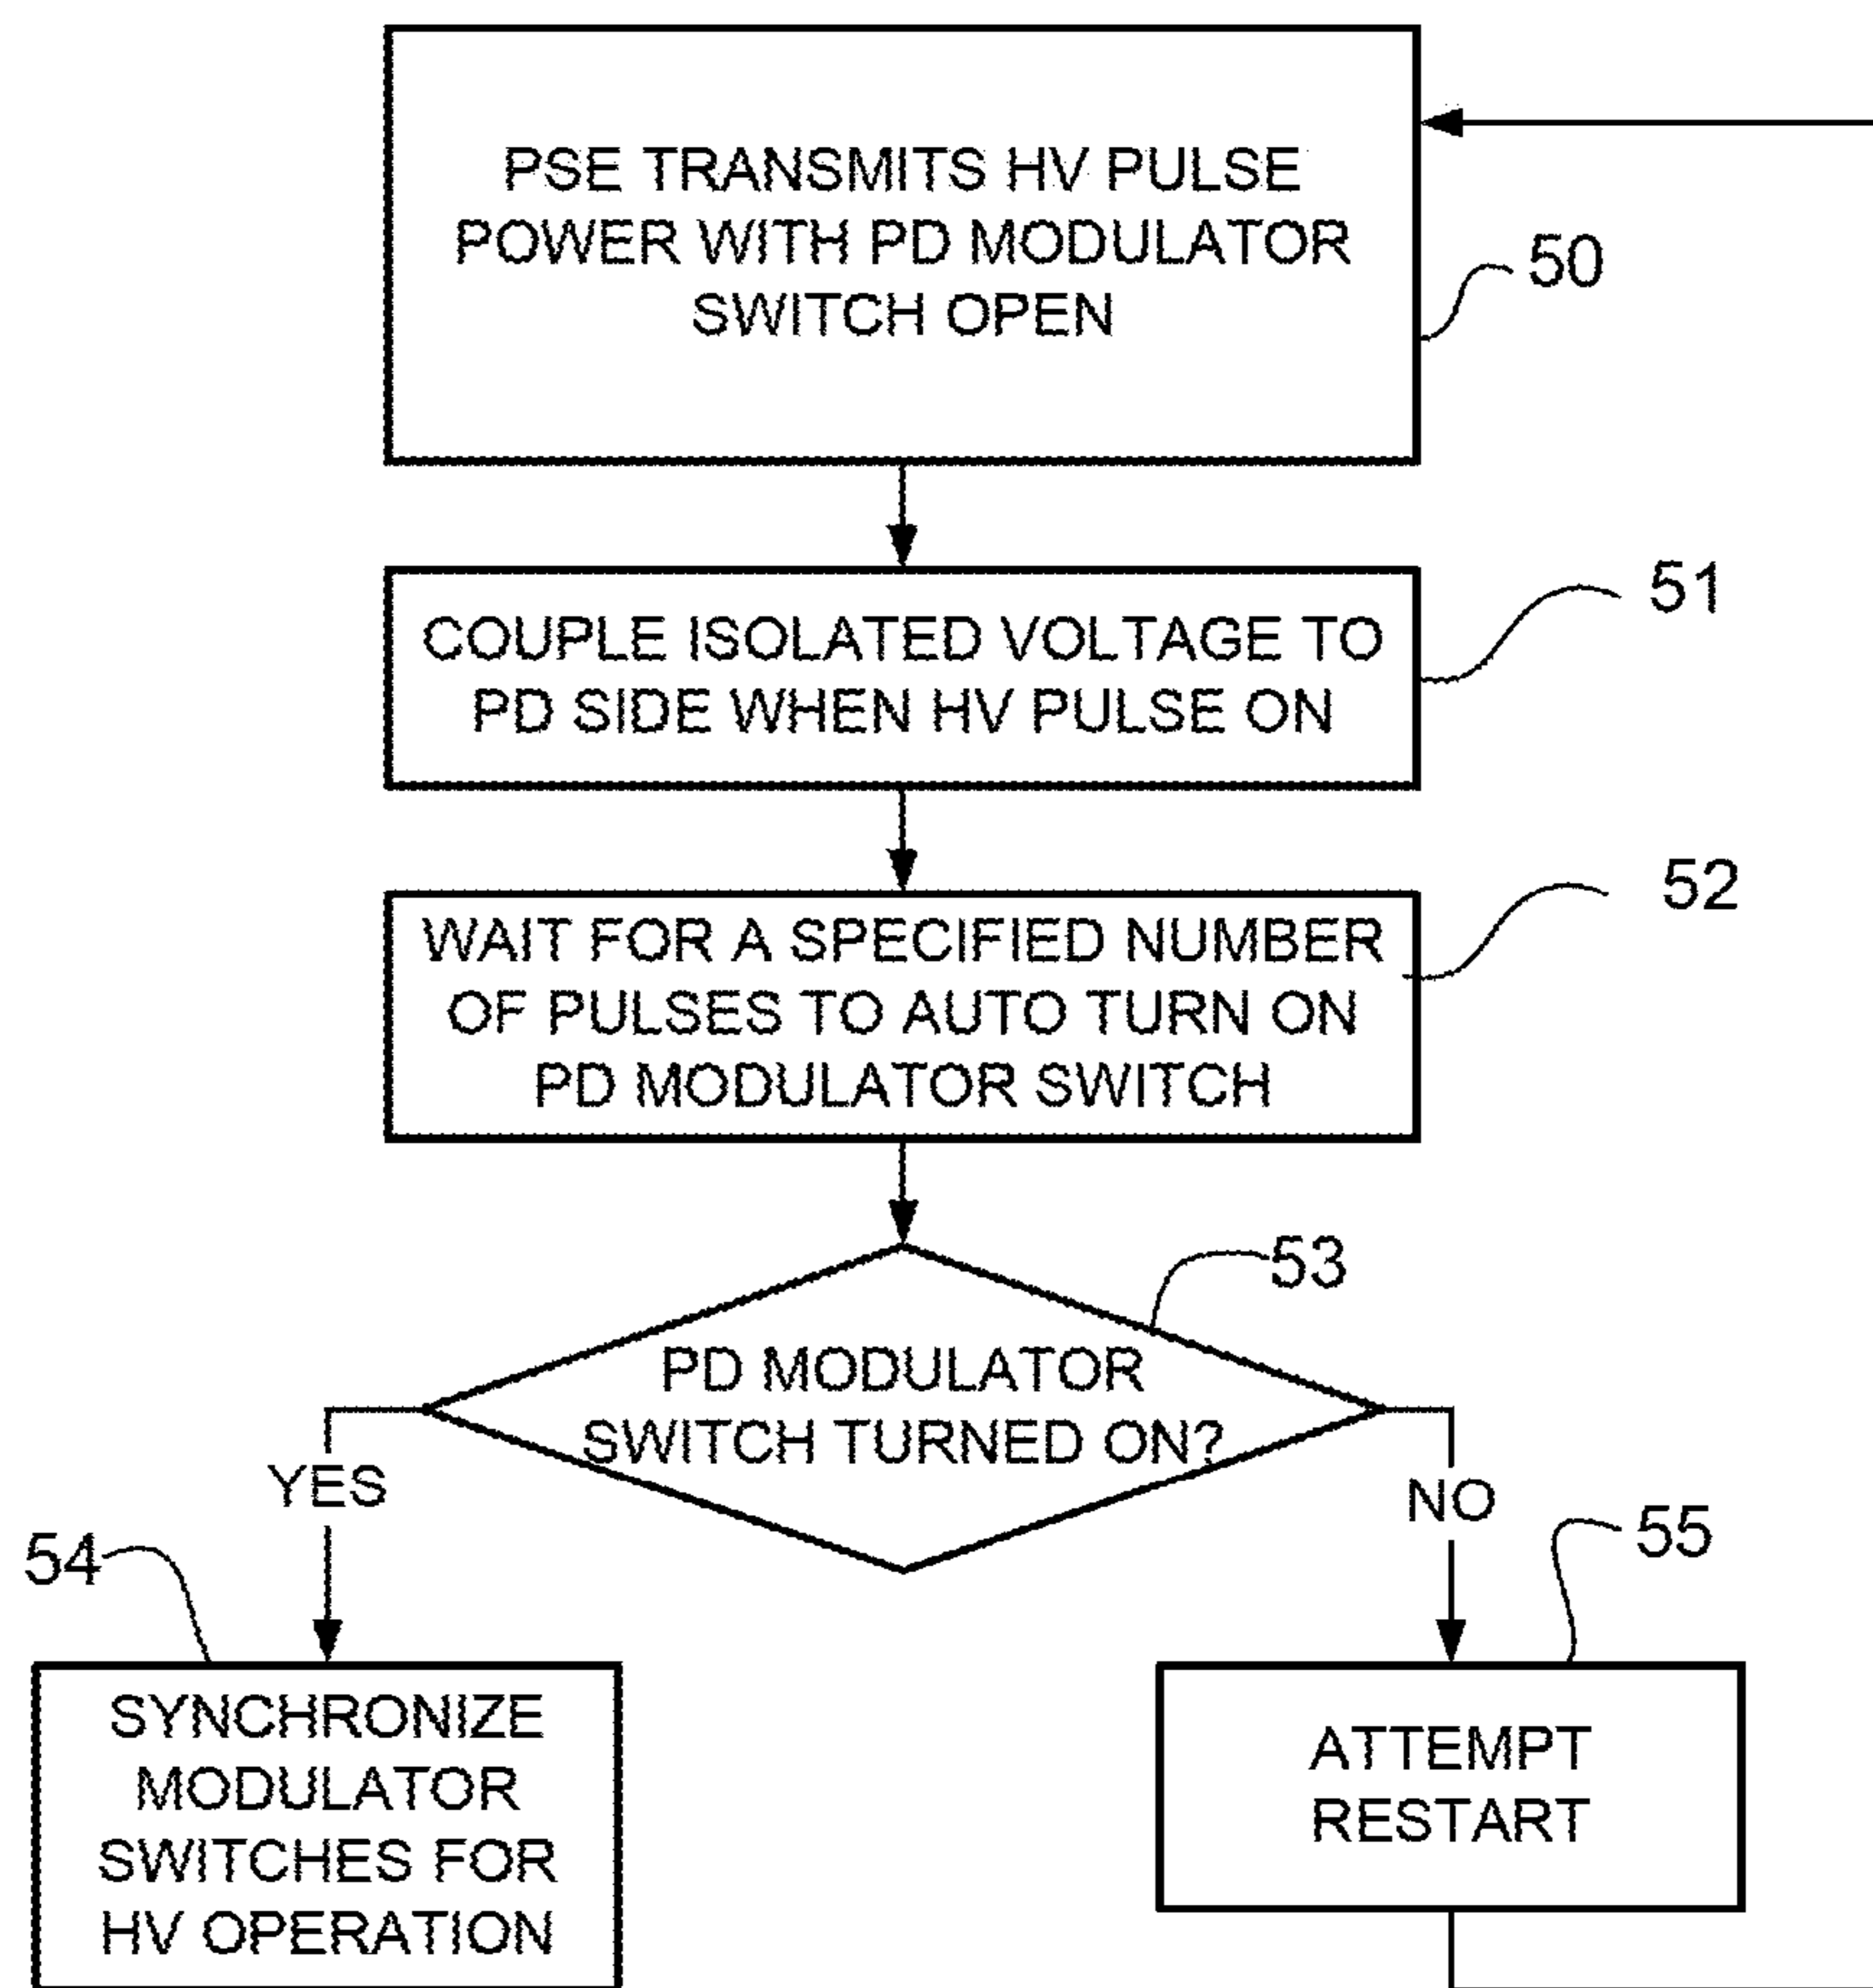 PSE TRANSMITS HV PULSE
POWER WITH PD MODULATOR
SWITCH OPEN
50
COUPLE ISOLATED VOLTAGE TO
PD SIDE WHEN HV PULSE ON
51
WAIT FOR A SPECIFIED NUMBER
OF PULSES TO AUTO TURN ON
PD MODULATOR SWITCH
52
53
PD MODULATOR
SWITCH TURNED ON?
YES
NO
54
SYNCHRONIZE
MODULATOR
SWITCHES FOR
HV OPERATION
55
ATTEMPT
RESTART